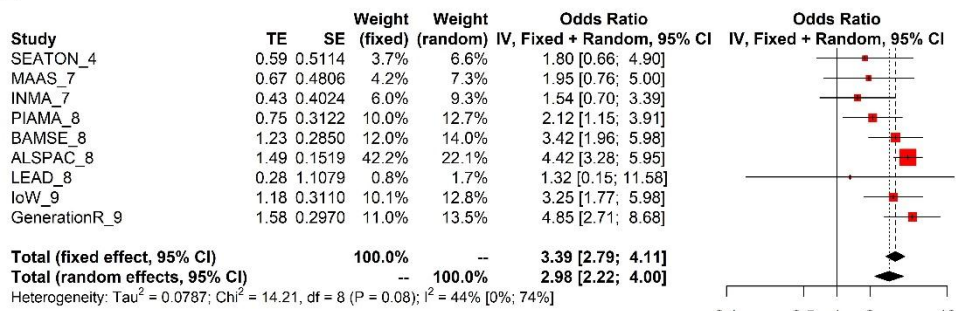 Weight Weight Odds Ratio Odds Ratio
Study TE SE (fixed) (random) IV, Fixed + Random, 95% CI IV, Fixed + Random, 95% CI
SEATON_4 0.59 0.5114 3.7% 6.6% 1.80 [0.66; 4.90]
MAAS_7 0.67 0.4806 4.2% 7.3% 1.95 [0.76; 5.00]
INMA_7 0.43 0.4024 6.0% 9.3% 1.54 [0.70; 3.39]
PIAMA_8 0.75 0.3122 10.0% 12.7% 2.12 [1.15; 3.91]
BAMSE_8 1.23 0.2850 12.0% 14.0% 3.42 [1.96; 5.98]
ALSPAC_8 1.49 0.1519 42.2% 22.1% 4.42 [3.28; 5.95]
LEAD_8 0.28 1.1079 0.8% 1.7% 1.32 [0.15; 11.58]
IoW_9 1.18 0.3110 10.1% 12.8% 3.25 [1.77; 5.98]
GenerationR_9 1.58 0.2970 11.0% 13.5% 4.85 [2.71; 8.68]
Total (fixed effect, 95% CI) 100.0% -- 3.39 [2.79; 4.11]
Total (random effects, 95% CI) -- 100.0% 2.98 [2.22; 4.00]
Heterogeneity: Tau² = 0.0787; Chi² = 14.21, df = 8 (P = 0.08); I² = 44% [0%; 74%]